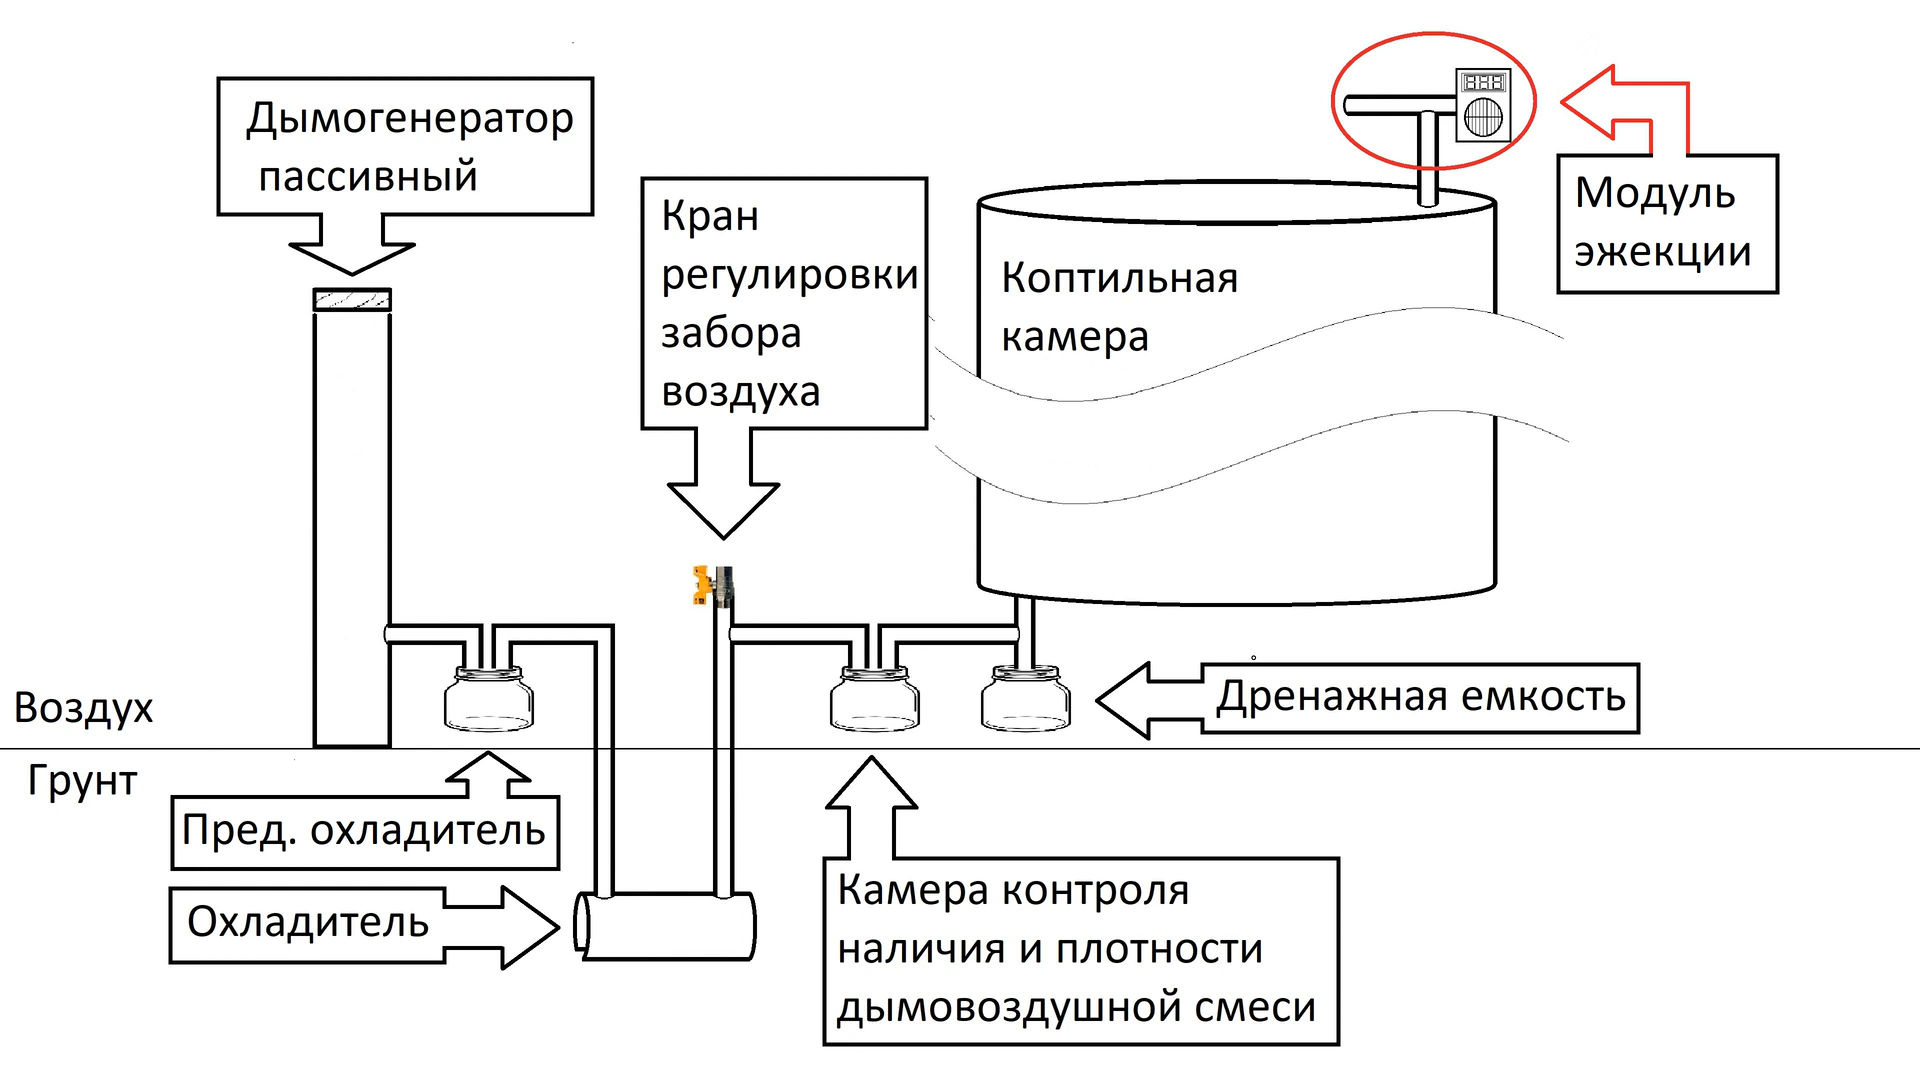 Дымогенератор
пассивный
Кран
регулировки
забора
воздуха
Коптильная
камера
Модуль
эжекции
Воздух
Грунт
Дренажная емкость
Пред. охладитель
Охладитель
Камера контроля
наличия и плотности
дымовоздушной смеси